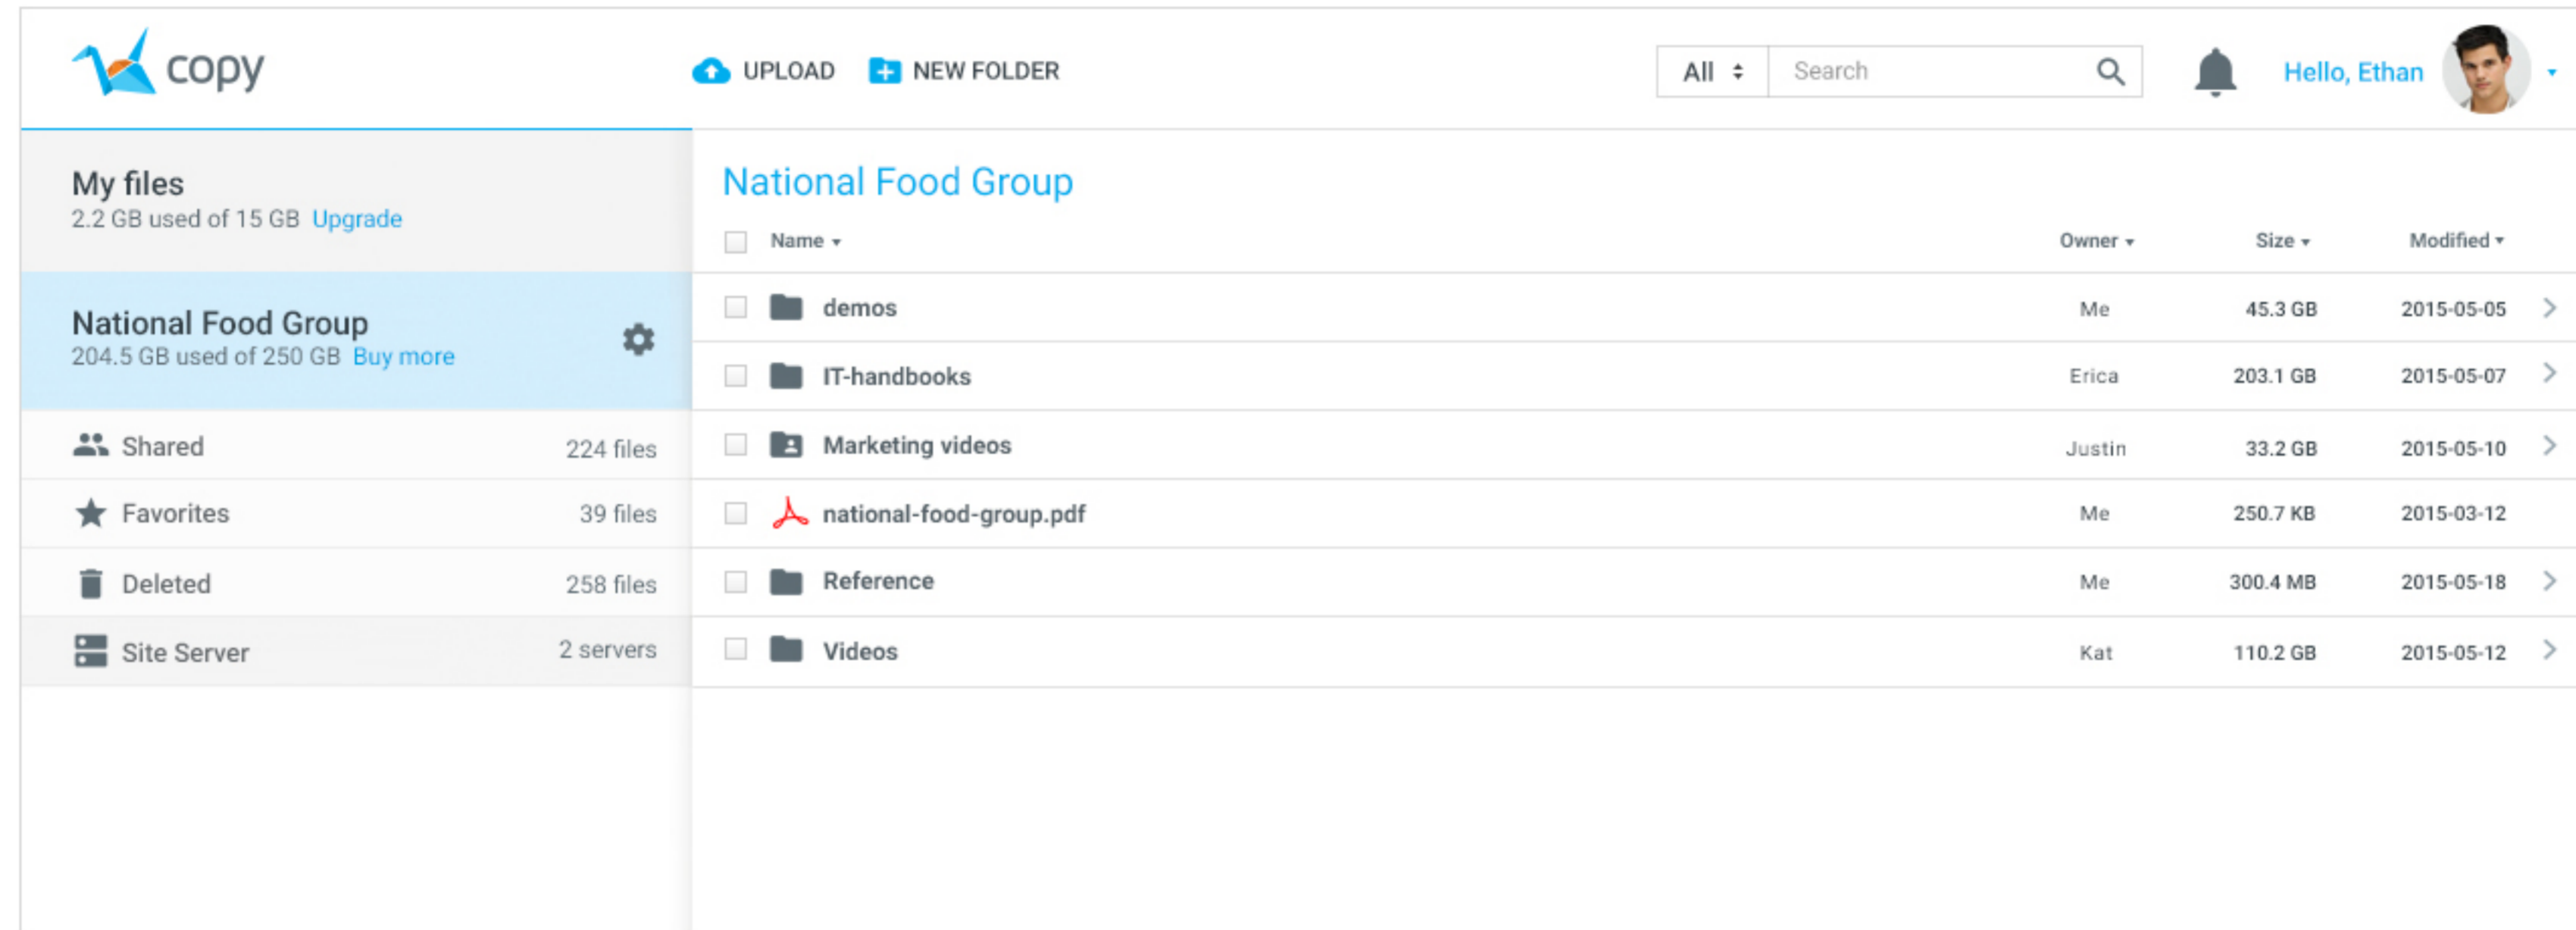 copy
UPLOAD NEW FOLDER
All Search
Hello, Ethan
My files
2.2 GB used of 15 GB Upgrade
National Food Group
204.5 GB used of 250 GB Buy more
Shared 224 files
Favorites 39 files
Deleted 258 files
Site Server 2 servers
National Food Group
Name Owner Size Modified
demos Me 45.3 GB 2015-05-05
IT-handbooks Erica 203.1 GB 2015-05-07
Marketing videos Justin 33.2 GB 2015-05-10
national-food-group.pdf Me 250.7 KB 2015-03-12
Reference Me 300.4 MB 2015-05-18
Videos Kat 110.2 GB 2015-05-12